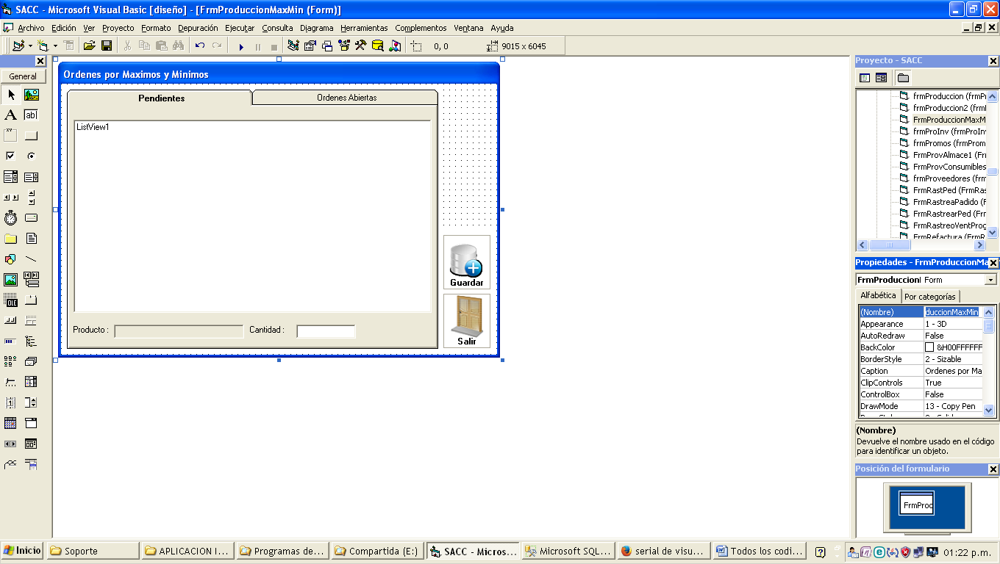 SACC - Microsoft Visual Basic [diseño] - [FrmProduccionMaxMin (Form)]
Archivo Edición Ver Proyecto Formato Depuración Ejecutar Consulta Diagrama Herramientas Complementos Ventana Ayuda
0, 0 9015 x 6045
General
Ordenes por Maximos y Minimos
Pendientes Ordenes Abiertas
ListView1
Guardar
Salir
Producto : Cantidad :
Proyecto - SACC
frmProduccion (frmPr
frmProduccion2 (frml
FrmProduccionMaxM
frmProInv (frmProInv
frmPromos (frmProm
FrmProvAlmace1 (Fr
FrmProvConsumibles
frmProveedores (frm
FrmRastPed (FrmRas
FrmRastreaPadido (F
FrmRastrearPed (Frm
FrmRastreoVentProg
FrmRefactura (FrmR
Propiedades - FrmProduccionMa
FrmProduccionl Form
Alfabética Por categorías
(Nombre) duccionMaxMin
Appearance 1 - 3D
AutoRedraw False
BackColor &H00FFFFFF
BorderStyle 2 - Sizable
Caption Ordenes por Ma
ClipControls True
ControlBox False
DrawMode 13 - Copy Pen
(Nombre)
Devuelve el nombre usado en el código
para identificar un objeto.
Posición del formulario
FrmProc
Inicio Soporte APLICACION I... Programas de... Compartida (E:) SACC - Micros... Microsoft SQL... serial de visu... Todos los codi... 01:22 p.m.